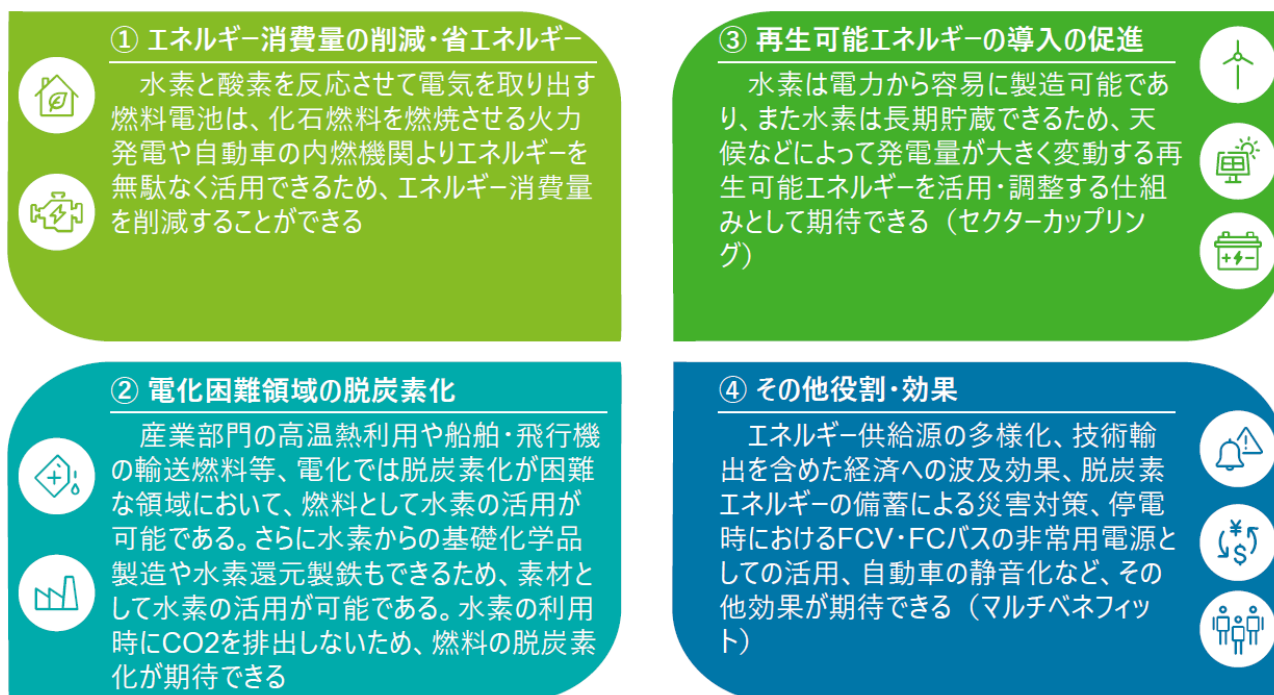 ① エネルギー消費量の削減・省エネルギー
水素と酸素を反応させて電気を取り出す
燃料電池は、化石燃料を燃焼させる火力
発電や自動車の内燃機関よりエネルギーを
無駄なく活用できるため、エネルギー消費量
を削減することができる
② 電化困難領域の脱炭素化
産業部門の高温熱利用や船舶・飛行機
の輸送燃料等、電化では脱炭素化が困難
な領域において、燃料として水素の活用が
可能である。さらに水素からの基礎化学品
製造や水素還元製鉄もできるため、素材と
して水素の活用が可能である。水素の利用
時にCO2を排出しないため、燃料の脱炭素
化が期待できる
③ 再生可能エネルギーの導入の促進
水素は電力から容易に製造可能であ
り、また水素は長期貯蔵できるため、天
候などによって発電量が大きく変動する再
生可能エネルギーを活用・調整する仕組
みとして期待できる（セクターカップリン
グ）
④ その他役割・効果
エネルギー供給源の多様化、技術輸
出を含めた経済への波及効果、脱炭素
エネルギーの備蓄による災害対策、停電
時におけるFCV・FCバスの非常用電源と
しての活用、自動車の静音化など、その
他効果が期待できる（マルチベネフィッ
ト）